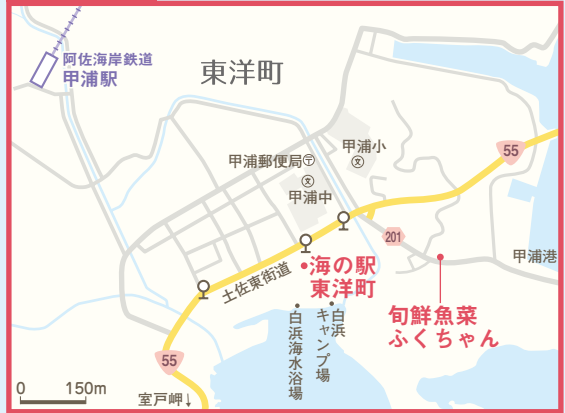 阿佐海岸鉄道
甲浦駅
東洋町
甲浦郵便局〒
甲浦小
文
文
甲浦中
55
201
甲浦港
土佐東街道
海の駅
東洋町
旬鮮魚菜
ふくちゃん
白浜
キャンプ場
白浜海水浴場
55
0 150m
室戸岬↓